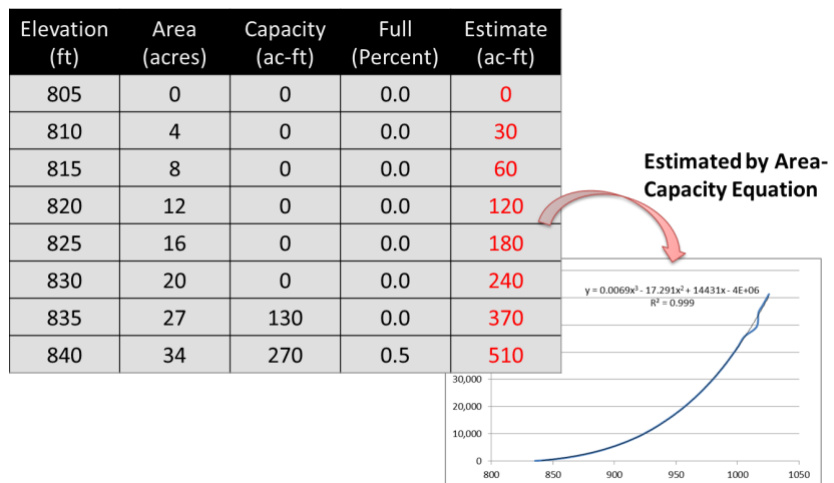 Elevation (ft) Area (acres) Capacity (ac-ft) Full (Percent) Estimate (ac-ft)
805 0 0 0.0 0
810 4 0 0.0 30
815 8 0 0.0 60
820 12 0 0.0 120
825 16 0 0.0 180
830 20 0 0.0 240
835 27 130 0.0 370
840 34 270 0.5 510
Estimated by Area-
Capacity Equation
y = 0.0069x³ - 17.291x² + 14431x - 4E+06
R² = 0.999
30,000
20,000
10,000
0
800 850 900 950 1000 1050